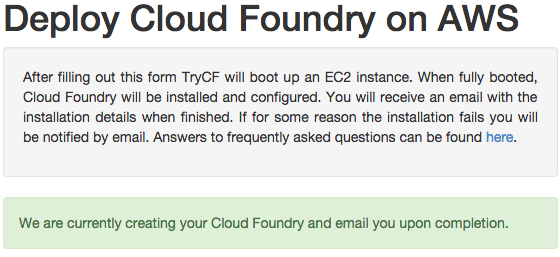 Deploy Cloud Foundry on AWS
After filling out this form TryCF will boot up an EC2 instance. When fully booted,
Cloud Foundry will be installed and configured. You will receive an email with the
installation details when finished. If for some reason the installation fails you will
be notified by email. Answers to frequently asked questions can be found here.
We are currently creating your Cloud Foundry and email you upon completion.